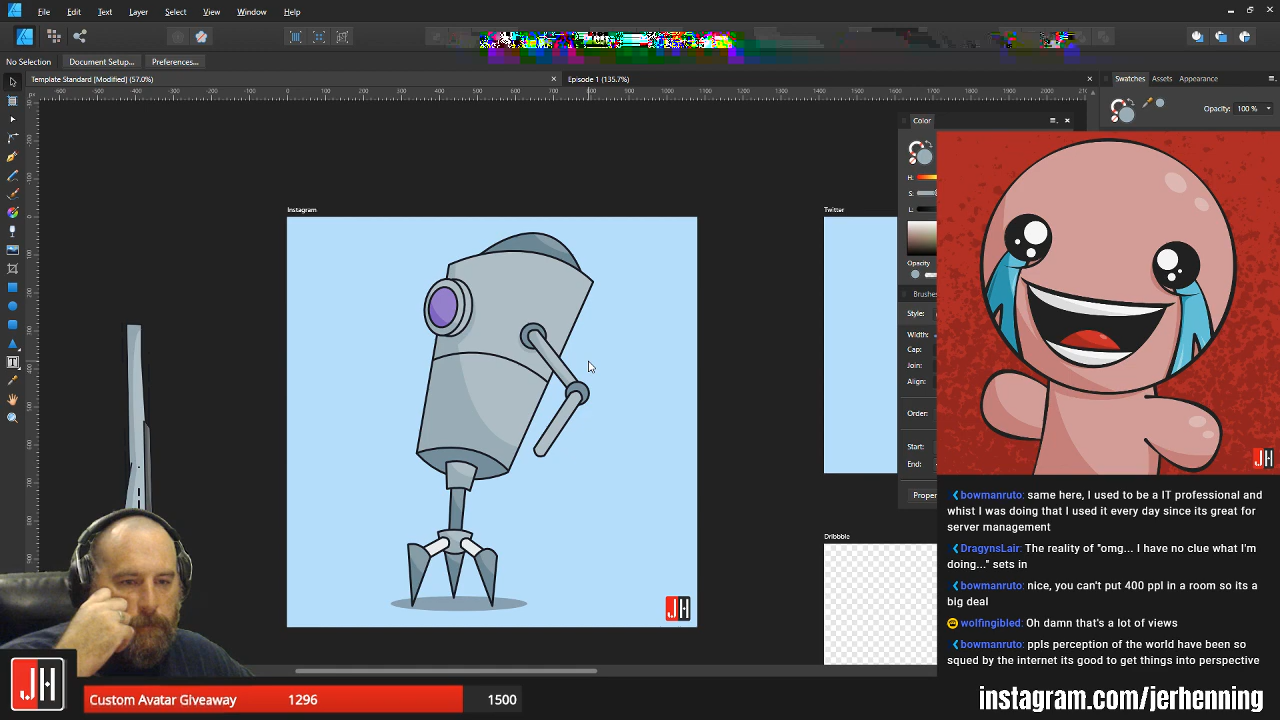 File Edit Text Layer Select View Window Help
Document Setup... Preferences...
Template Standard [Modified] (57.0%) × Episode 1 (135.7%) ×
Swatches Assets Appearance
Opacity: 100 %
Color
H:
S:
L:
Opacity
Brushes
Style:
Width:
Cap:
Join:
Align:
Order:
Start:
End:
Proper
Instagram
Twitter
Dribbble
JH
JH
bowmanruto: same here, I used to be a IT professional and
whist I was doing that I used it every day since its great for
server management
DragynsLair: The reality of "omg... I have no clue what I'm
doing..." sets in
bowmanruto: nice, you can't put 400 ppl in a room so its a
big deal
wolfingibled: Oh damn that's a lot of views
bowmanruto: ppls perception of the world have been so
squed by the internet its good to get things into perspective
JH
Custom Avatar Giveaway 1296 1500
instagram.com/jerhenning